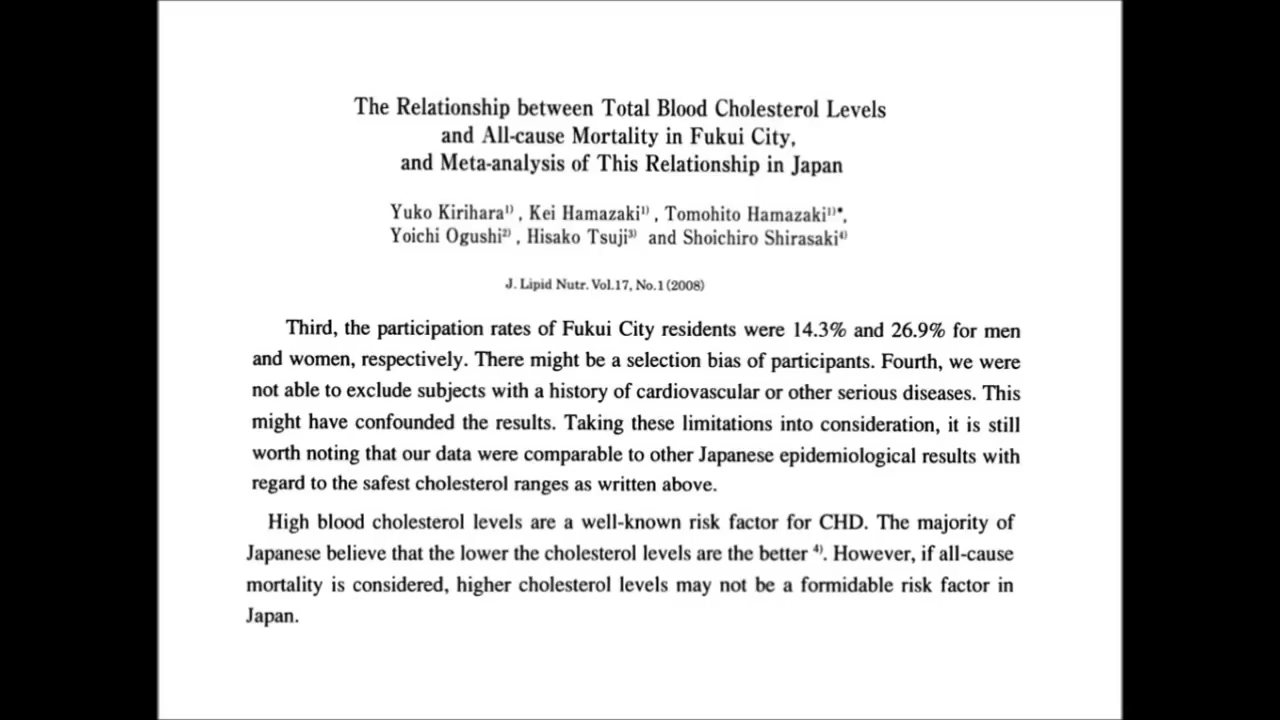 The Relationship between Total Blood Cholesterol Levels
and All-cause Mortality in Fukui City,
and Meta-analysis of This Relationship in Japan
Yuko Kirihara¹⁾, Kei Hamazaki¹⁾, Tomohito Hamazaki¹⁾*,
Yoichi Ogushi²⁾, Hisako Tsuji³⁾ and Shoichiro Shirasaki⁴⁾
J. Lipid Nutr. Vol.17, No.1 (2008)
Third, the participation rates of Fukui City residents were 14.3% and 26.9% for men
and women, respectively. There might be a selection bias of participants. Fourth, we were
not able to exclude subjects with a history of cardiovascular or other serious diseases. This
might have confounded the results. Taking these limitations into consideration, it is still
worth noting that our data were comparable to other Japanese epidemiological results with
regard to the safest cholesterol ranges as written above.
High blood cholesterol levels are a well-known risk factor for CHD. The majority of
Japanese believe that the lower the cholesterol levels are the better ⁴⁾. However, if all-cause
mortality is considered, higher cholesterol levels may not be a formidable risk factor in
Japan.